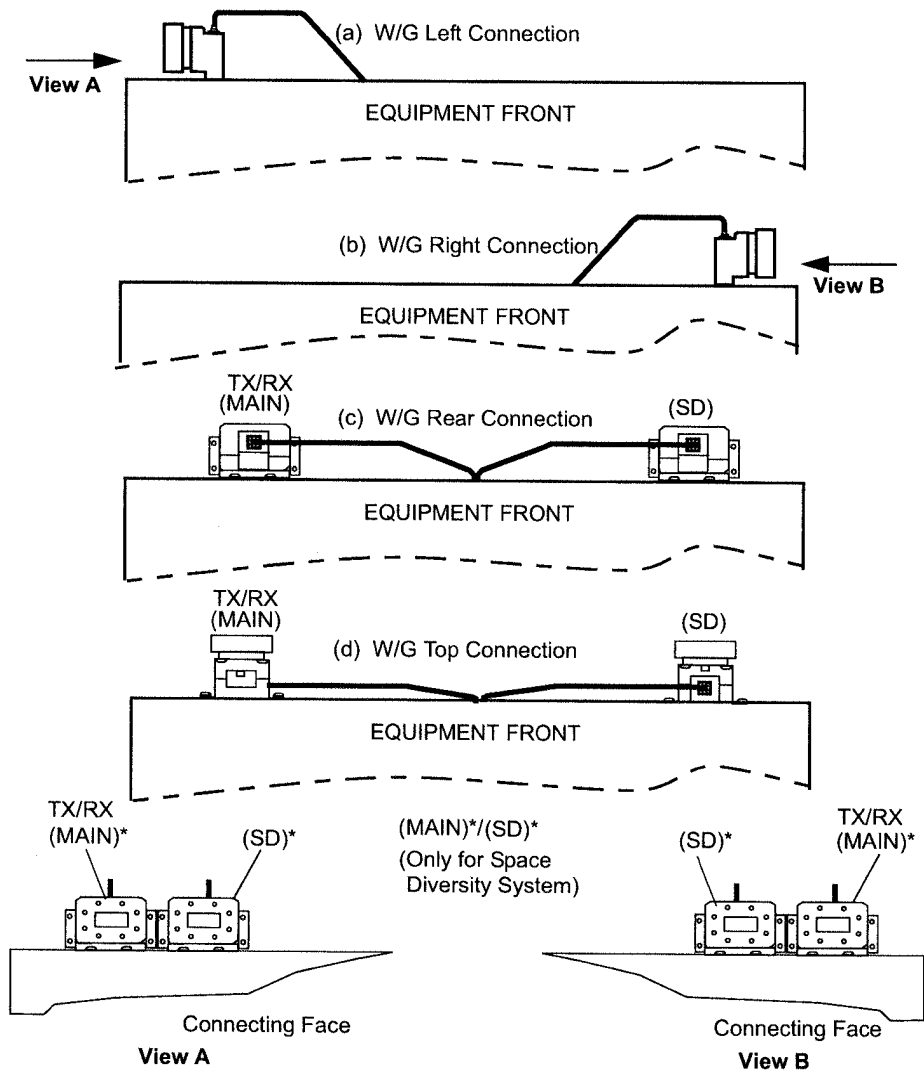 (a) W/G Left Connection
View A
EQUIPMENT FRONT
(b) W/G Right Connection
View B
EQUIPMENT FRONT
TX/RX
(MAIN)
(c) W/G Rear Connection
(SD)
EQUIPMENT FRONT
TX/RX
(MAIN)
(d) W/G Top Connection
(SD)
EQUIPMENT FRONT
TX/RX
(MAIN)*
(SD)*
(MAIN)*/(SD)*
(Only for Space
Diversity System)
(SD)*
TX/RX
(MAIN)*
Connecting Face
View A
Connecting Face
View B